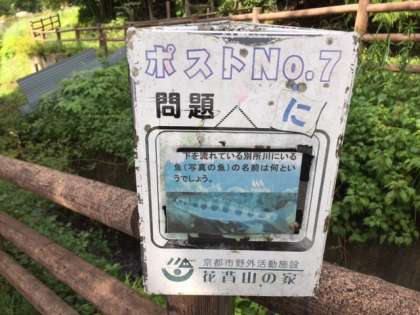 ポストNo.7
問題
に
下を流れている別所川にいる
魚(写真の魚)の名前は何とい
うでしょう。
京都市野外活動施設
花背山の家